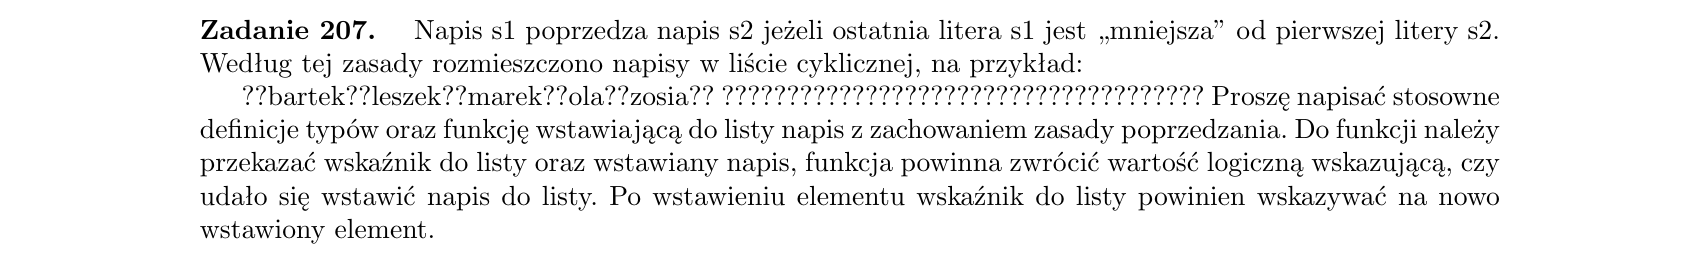 Zadanie 207. Napis s1 poprzedza napis s2 jeżeli ostatnia litera s1 jest „mniejsza” od pierwszej litery s2.
Według tej zasady rozmieszczono napisy w liście cyklicznej, na przykład:
??bartek??leszek??marek??ola??zosia?? ????????????????????????????????????? Proszę napisać stosowne
definicje typów oraz funkcję wstawiającą do listy napis z zachowaniem zasady poprzedzania. Do funkcji należy
przekazać wskaźnik do listy oraz wstawiany napis, funkcja powinna zwrócić wartość logiczną wskazującą, czy
udało się wstawić napis do listy. Po wstawieniu elementu wskaźnik do listy powinien wskazywać na nowo
wstawiony element.